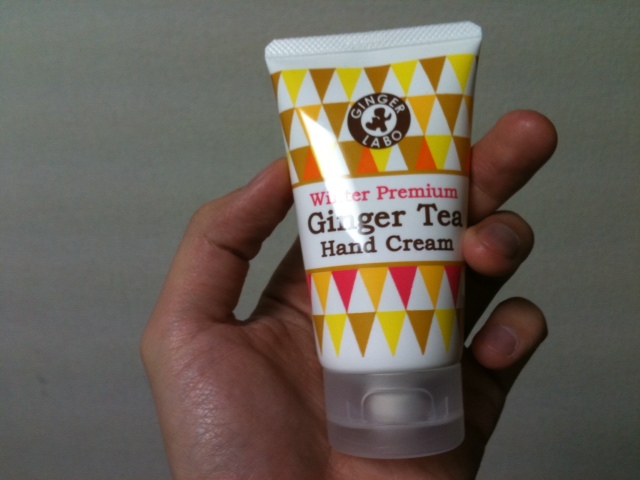 GINGER
LABO
Winter Premium
Ginger Tea
Hand Cream